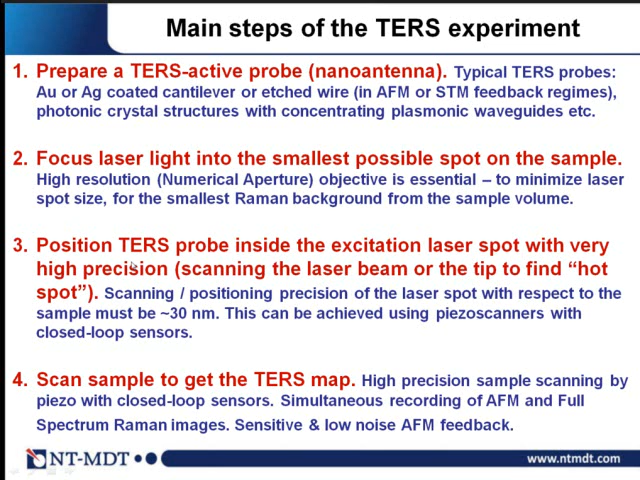 Main steps of the TERS experiment
1. Prepare a TERS-active probe (nanoantenna). Typical TERS probes:
Au or Ag coated cantilever or etched wire (in AFM or STM feedback regimes),
photonic crystal structures with concentrating plasmonic waveguides etc.
2. Focus laser light into the smallest possible spot on the sample.
High resolution (Numerical Aperture) objective is essential – to minimize laser
spot size, for the smallest Raman background from the sample volume.
3. Position TERS probe inside the excitation laser spot with very
high precision (scanning the laser beam or the tip to find “hot
spot”). Scanning / positioning precision of the laser spot with respect to the
sample must be ~30 nm. This can be achieved using piezoscanners with
closed-loop sensors.
4. Scan sample to get the TERS map. High precision sample scanning by
piezo with closed-loop sensors. Simultaneous recording of AFM and Full
Spectrum Raman images. Sensitive & low noise AFM feedback.
NT-MDT
www.ntmdt.com